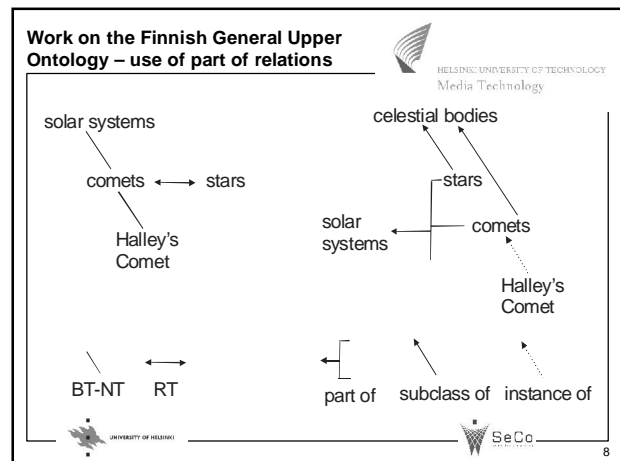 Work on the Finnish General Upper
Ontology – use of part of relations
HELSINKI UNIVERSITY OF TECHNOLOGY
Media Technology
solar systems
comets
stars
Halley's
Comet
BT-NT
RT
celestial bodies
stars
solar
systems
comets
Halley's
Comet
part of
subclass of
instance of
UNIVERSITY OF HELSINKI
SeCo
8